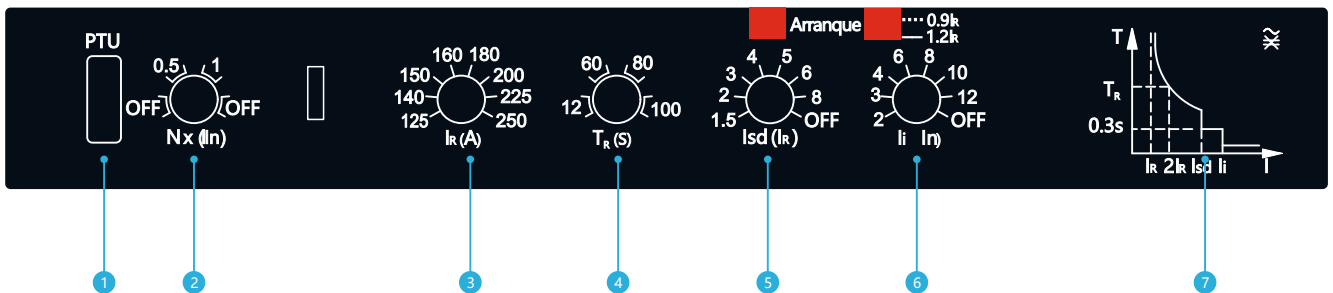 PTU
0.5 1
OFF OFF
Nx (In)
160 180
150 200
140 225
125 250
IR (A)
60 80
12 100
TR (S)
Arranque
0.9IR
1.2IR
4 5
3 6
2 8
1.5 OFF
Isd (IR)
6 8
4 10
3 12
2 OFF
Ii In)
T
TR
0.3s
IR 2IR Isd Ii I
1 2 3 4 5 6 7